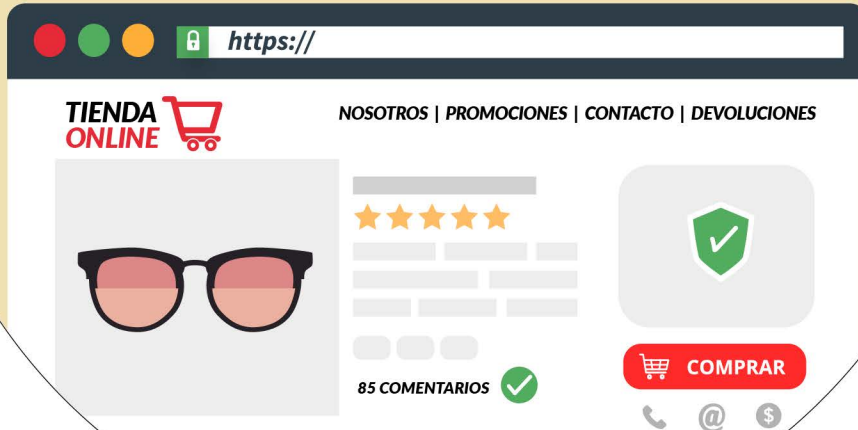 https://
TIENDA
ONLINE
NOSOTROS | PROMOCIONES | CONTACTO | DEVOLUCIONES
85 COMENTARIOS
COMPRAR
@
$